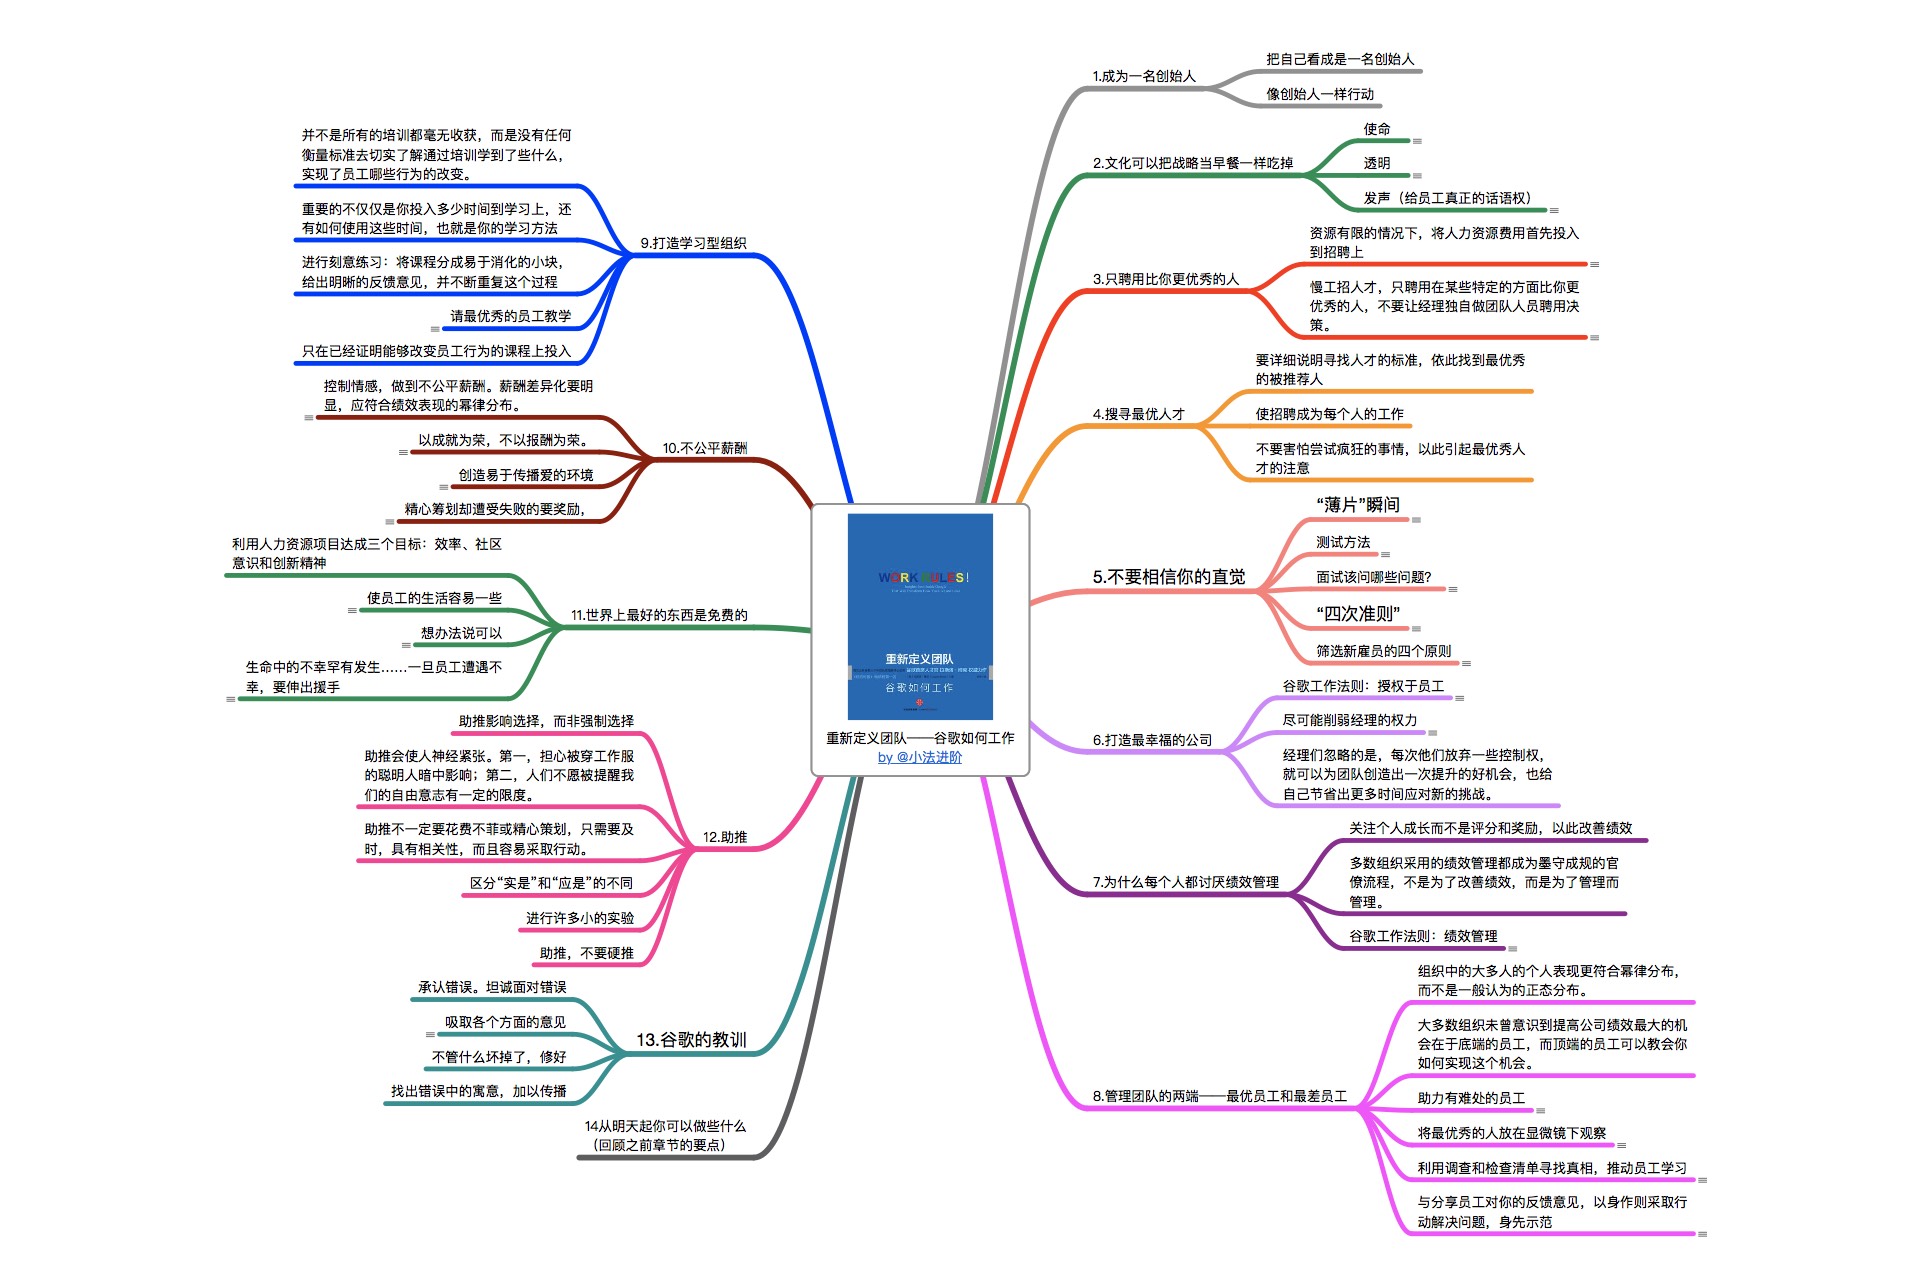 1.成为一名创始人
把自己看成是一名创始人
像创始人一样行动
2.文化可以把战略当早餐一样吃掉
使命
透明
发声（给员工真正的话语权）
3.只聘用比你更优秀的人
资源有限的情况下，将人力资源费用首先投入
到招聘上
慢工招人才，只聘用在某些特定的方面比你更
优秀的人，不要让经理独自做团队人员聘用决
策。
4.搜寻最优人才
要详细说明寻找人才的标准，依此找到最优秀
的被推荐人
使招聘成为每个人的工作
不要害怕尝试疯狂的事情，以此引起最优秀人
才的注意
5.不要相信你的直觉
“薄片”瞬间
测试方法
面试该问哪些问题?
“四次准则”
筛选新雇员的四个原则
6.打造最幸福的公司
谷歌工作法则：授权于员工
尽可能削弱经理的权力
经理们忽略的是，每次他们放弃一些控制权，
就可以为团队创造出一次提升的好机会，也给
自己节省出更多时间应对新的挑战。
7.为什么每个人都讨厌绩效管理
关注个人成长而不是评分和奖励，以此改善绩效
多数组织采用的绩效管理都成为墨守成规的官
僚流程，不是为了改善绩效，而是为了管理而
管理。
谷歌工作法则：绩效管理
8.管理团队的两端——最优员工和最差员工
组织中的大多人的个人表现更符合幂律分布，
而不是一般认为的正态分布。
大多数组织未曾意识到提高公司绩效最大的机
会在于底端的员工，而顶端的员工可以教会你
如何实现这个机会。
助力有难处的员工
将最优秀的人放在显微镜下观察
利用调查和检查清单寻找真相，推动员工学习
与分享员工对你的反馈意见，以身作则采取行
动解决问题，身先示范
9.打造学习型组织
并不是所有的培训都毫无收获，而是没有任何
衡量标准去切实了解通过培训学到了些什么，
实现了员工哪些行为的改变。
重要的不仅仅是你投入多少时间到学习上，还
有如何使用这些时间，也就是你的学习方法
进行刻意练习：将课程分成易于消化的小块，
给出明晰的反馈意见，并不断重复这个过程
请最优秀的员工教学
只在已经证明能够改变员工行为的课程上投入
10.不公平薪酬
控制情感，做到不公平薪酬。薪酬差异化要明
显，应符合绩效表现的幂律分布。
以成就为荣，不以报酬为荣。
创造易于传播爱的环境
精心筹划却遭受失败的要奖励，
11.世界上最好的东西是免费的
利用人力资源项目达成三个目标：效率、社区
意识和创新精神
使员工的生活容易一些
想办法说可以
生命中的不幸罕有发生……一旦员工遭遇不
幸，要伸出援手
12.助推
助推影响选择，而非强制选择
助推会使人神经紧张。第一，担心被穿工作服
的聪明人暗中影响；第二，人们不愿被提醒我
们的自由意志有一定的限度。
助推不一定要花费不菲或精心策划，只需要及
时，具有相关性，而且容易采取行动。
区分“实是”和“应是”的不同
进行许多小的实验
助推，不要硬推
13.谷歌的教训
承认错误。坦诚面对错误
吸取各个方面的意见
不管什么坏掉了，修好
找出错误中的寓意，加以传播
14从明天起你可以做些什么
（回顾之前章节的要点）
WORK RULES!
重新定义团队
谷歌如何工作
重新定义团队——谷歌如何工作
by @小法进阶